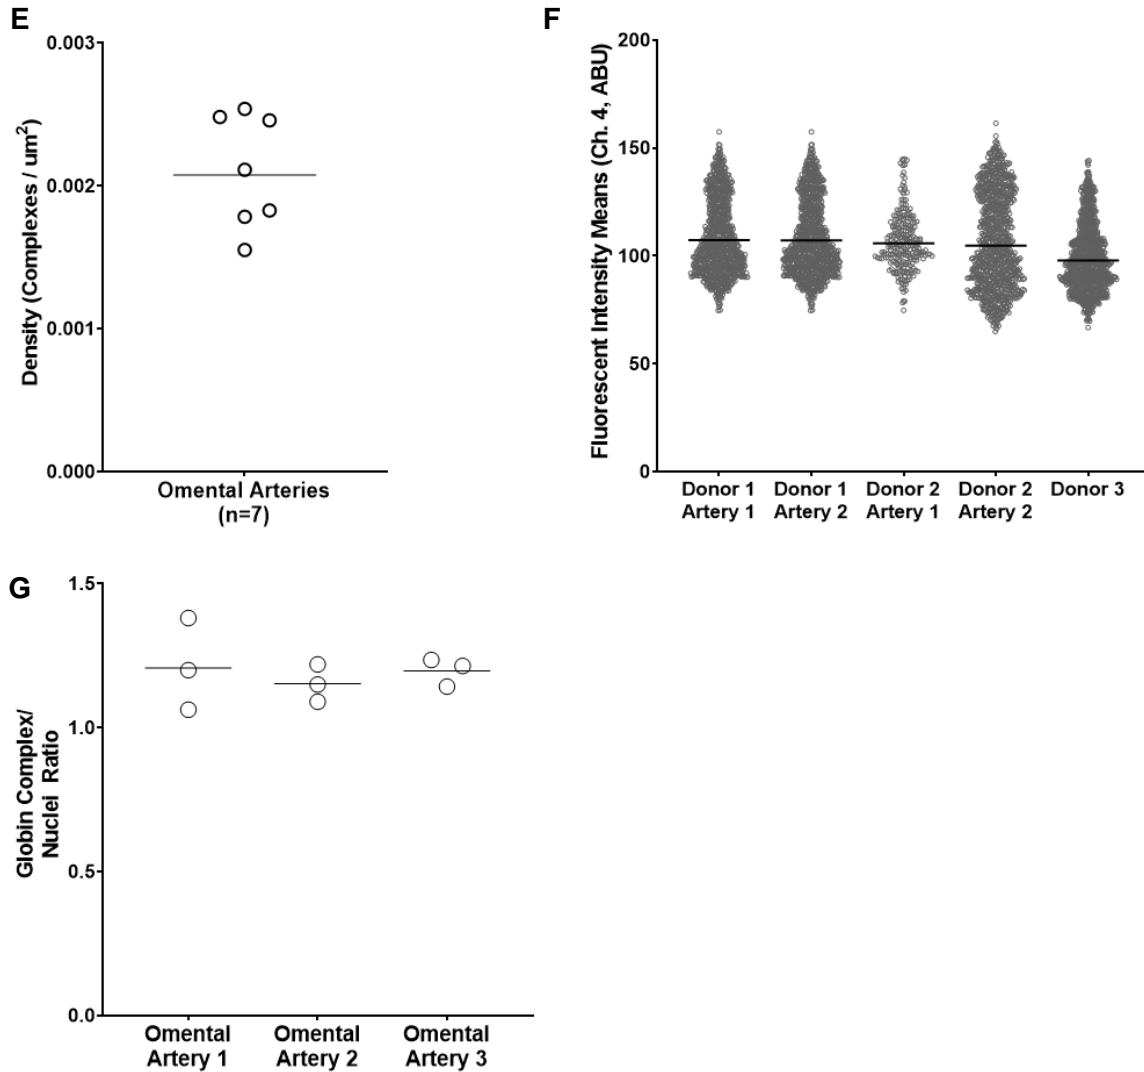 E
0.003
0.002
0.001
0.000
Density (Complexes / um²)
Omental Arteries
(n=7)
F
200
150
100
50
0
Fluorescent Intensity Means (Ch. 4, ABU)
Donor 1 Donor 1 Donor 2 Donor 2 Donor 3
Artery 1 Artery 2 Artery 1 Artery 2
G
1.5
1.0
0.5
0.0
Globin Complex/
Nuclei Ratio
Omental Omental Omental
Artery 1 Artery 2 Artery 3